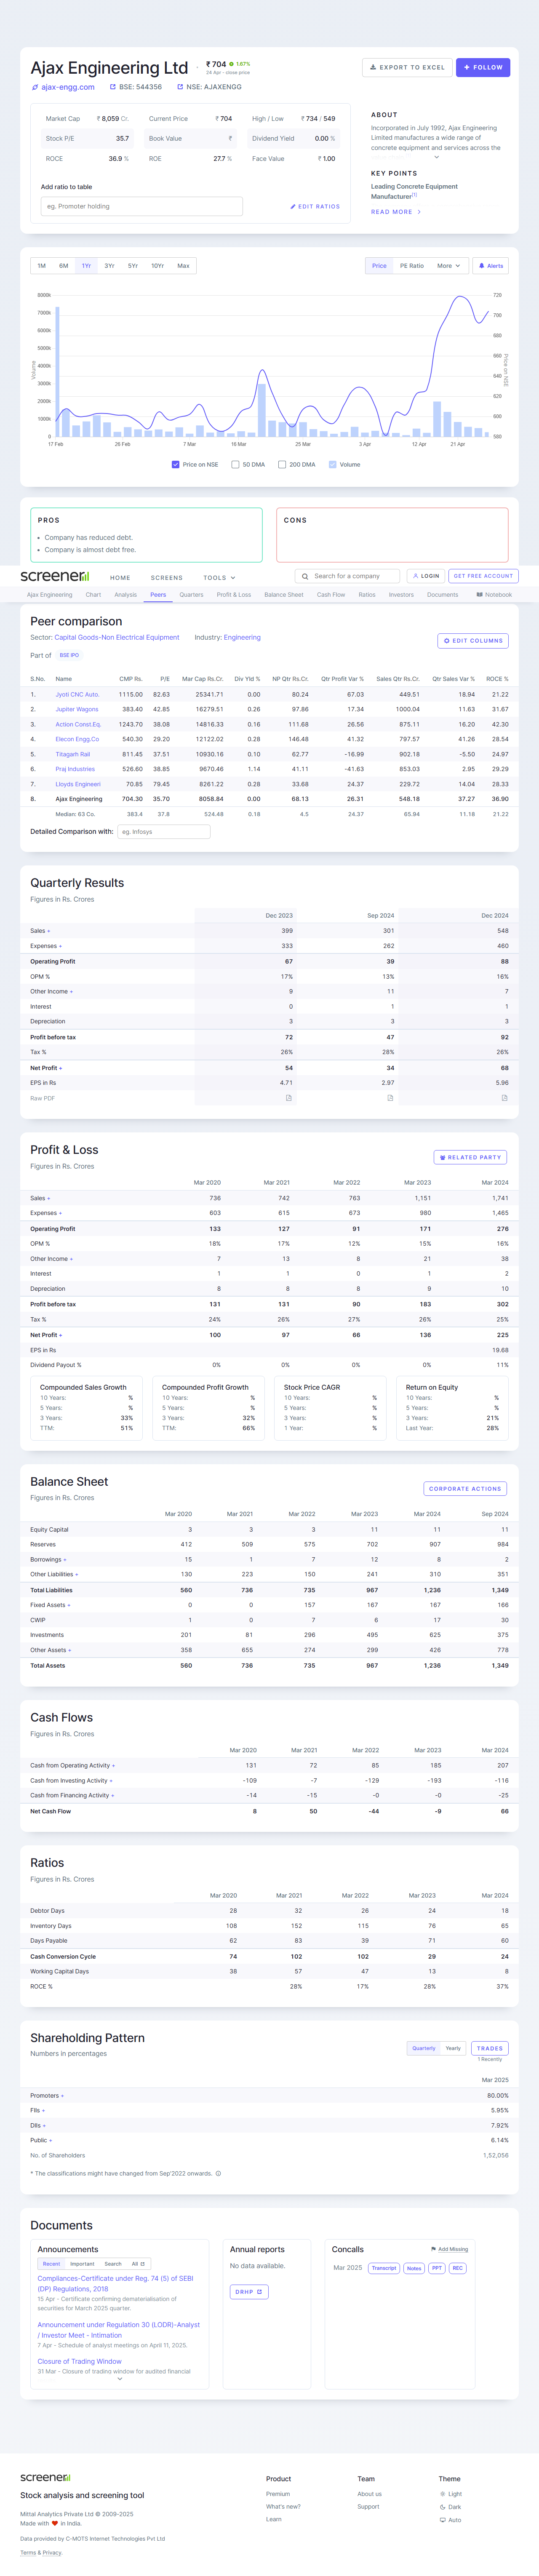 Ajax Engineering Ltd
₹ 704 1.67%
24 Apr - close price
EXPORT TO EXCEL
FOLLOW
ajax-engg.com BSE: 544356 NSE: AJAXENGG
Market Cap ₹ 8,059 Cr. Current Price ₹ 704 High / Low ₹ 734 / 549
Stock P/E 35.7 Book Value ₹ Dividend Yield 0.00 %
ROCE 36.9 % ROE 27.7 % Face Value ₹ 1.00
Add ratio to table
eg. Promoter holding
EDIT RATIOS
ABOUT
Incorporated in July 1992, Ajax Engineering
Limited manufactures a wide range of
concrete equipment and services across the
KEY POINTS
Leading Concrete Equipment
Manufacturer[1]
READ MORE
1M 6M 1Yr 3Yr 5Yr 10Yr Max
Price PE Ratio More Alerts
8000k 720
7000k 700
6000k 680
5000k 660
4000k 640
3000k 620
2000k 600
1000k 588
0
Volume
Price on NSE
17 Feb 26 Feb 7 Mar 16 Mar 25 Mar 3 Apr 12 Apr 21 Apr
Price on NSE 50 DMA 200 DMA Volume
PROS
Company has reduced debt.
Company is almost debt free.
CONS
screener
HOME SCREENS TOOLS
Search for a company
LOGIN
GET FREE ACCOUNT
Ajax Engineering Chart Analysis Peers Quarters Profit & Loss Balance Sheet Cash Flow Ratios Investors Documents Notebook
Peer comparison
Sector: Capital Goods-Non Electrical Equipment Industry: Engineering
EDIT COLUMNS
Part of BSE IPO
S.No. Name CMP Rs. P/E Mar Cap Rs.Cr. Div Yld % NP Qtr Rs.Cr. Qtr Profit Var % Sales Qtr Rs.Cr. Qtr Sales Var % ROCE %
1. Jyoti CNC Auto. 1115.00 82.63 25341.71 0.00 80.24 67.03 449.51 18.94 21.22
2. Jupiter Wagons 383.40 42.85 16279.51 0.26 97.86 17.34 1000.04 11.63 31.67
3. Action Const.Eq. 1243.70 38.08 14816.33 0.16 111.68 26.56 875.11 16.20 42.30
4. Elecon Engg.Co 540.30 29.20 12122.02 0.28 146.48 41.32 797.57 41.26 28.54
5. Titagarh Rail 811.45 37.51 10930.16 0.10 62.77 -16.99 902.18 -5.50 24.97
6. Praj Industries 526.60 38.85 9670.46 1.14 41.11 -41.63 853.03 2.95 29.29
7. Lloyds Engineeri 70.85 79.45 8261.22 0.28 33.68 24.37 229.72 14.04 28.33
8. Ajax Engineering 704.30 35.70 8058.84 0.00 68.13 26.31 548.18 37.27 36.90
Median: 63 Co. 383.4 37.8 524.48 0.18 4.5 24.37 65.94 11.18 21.22
Detailed Comparison with: eg. Infosys
Quarterly Results
Figures in Rs. Crores
Dec 2023 Sep 2024 Dec 2024
Sales + 399 301 548
Expenses + 333 262 460
Operating Profit 67 39 88
OPM % 17% 13% 16%
Other Income + 9 11 7
Interest 0 1 1
Depreciation 3 3 3
Profit before tax 72 47 92
Tax % 26% 28% 26%
Net Profit + 54 34 68
EPS in Rs 4.71 2.97 5.96
Raw PDF
Profit & Loss
Figures in Rs. Crores
RELATED PARTY
Mar 2020 Mar 2021 Mar 2022 Mar 2023 Mar 2024
Sales + 736 742 763 1,151 1,741
Expenses + 603 615 673 980 1,465
Operating Profit 133 127 91 171 276
OPM % 18% 17% 12% 15% 16%
Other Income + 7 13 8 21 38
Interest 1 1 0 1 2
Depreciation 8 8 8 9 10
Profit before tax 131 131 90 183 302
Tax % 24% 26% 27% 26% 25%
Net Profit + 100 97 66 136 225
EPS in Rs 19.68
Dividend Payout % 0% 0% 0% 0% 11%
Compounded Sales Growth
10 Years: %
5 Years: %
3 Years: 33%
TTM: 51%
Compounded Profit Growth
10 Years: %
5 Years: %
3 Years: 32%
TTM: 66%
Stock Price CAGR
10 Years: %
5 Years: %
3 Years: %
1 Year: %
Return on Equity
10 Years: %
5 Years: %
3 Years: 21%
Last Year: 28%
Balance Sheet
Figures in Rs. Crores
CORPORATE ACTIONS
Mar 2020 Mar 2021 Mar 2022 Mar 2023 Mar 2024 Sep 2024
Equity Capital 3 3 3 11 11 11
Reserves 412 509 575 702 907 984
Borrowings + 15 1 7 12 8 2
Other Liabilities + 130 223 150 241 310 351
Total Liabilities 560 736 735 967 1,236 1,349
Fixed Assets + 0 0 157 167 167 166
CWIP 1 0 7 6 17 30
Investments 201 81 296 495 625 375
Other Assets + 358 655 274 299 426 778
Total Assets 560 736 735 967 1,236 1,349
Cash Flows
Figures in Rs. Crores
Mar 2020 Mar 2021 Mar 2022 Mar 2023 Mar 2024
Cash from Operating Activity + 131 72 85 185 207
Cash from Investing Activity + -109 -7 -129 -193 -116
Cash from Financing Activity + -14 -15 -0 -0 -25
Net Cash Flow 8 50 -44 -9 66
Ratios
Figures in Rs. Crores
Mar 2020 Mar 2021 Mar 2022 Mar 2023 Mar 2024
Debtor Days 28 32 26 24 18
Inventory Days 108 152 115 76 65
Days Payable 62 83 39 71 60
Cash Conversion Cycle 74 102 102 29 24
Working Capital Days 38 57 47 13 8
ROCE % 28% 17% 28% 37%
Shareholding Pattern
Numbers in percentages
Quarterly Yearly TRADES
1 Recently
Mar 2025
Promoters + 80.00%
FIIs + 5.95%
DIIs + 7.92%
Public + 6.14%
No. of Shareholders 1,52,056
* The classifications might have changed from Sep'2022 onwards.
Documents
Announcements
Recent Important Search All
Compliances-Certificate under Reg. 74 (5) of SEBI
(DP) Regulations, 2018
15 Apr - Certificate confirming dematerialisation of
securities for March 2025 quarter.
Announcement under Regulation 30 (LODR)-Analyst
/ Investor Meet - Intimation
7 Apr - Schedule of analyst meetings on April 11, 2025.
Closure of Trading Window
31 Mar - Closure of trading window for audited financial
Annual reports
No data available.
DRHP
Concalls
Add Missing
Mar 2025 Transcript Notes PPT REC
screener
Stock analysis and screening tool
Mittal Analytics Private Ltd © 2009-2025
Made with ❤ in India.
Data provided by C-MOTS Internet Technologies Pvt Ltd
Terms & Privacy.
Product
Premium
What's new?
Learn
Team
About us
Support
Theme
Light
Dark
Auto